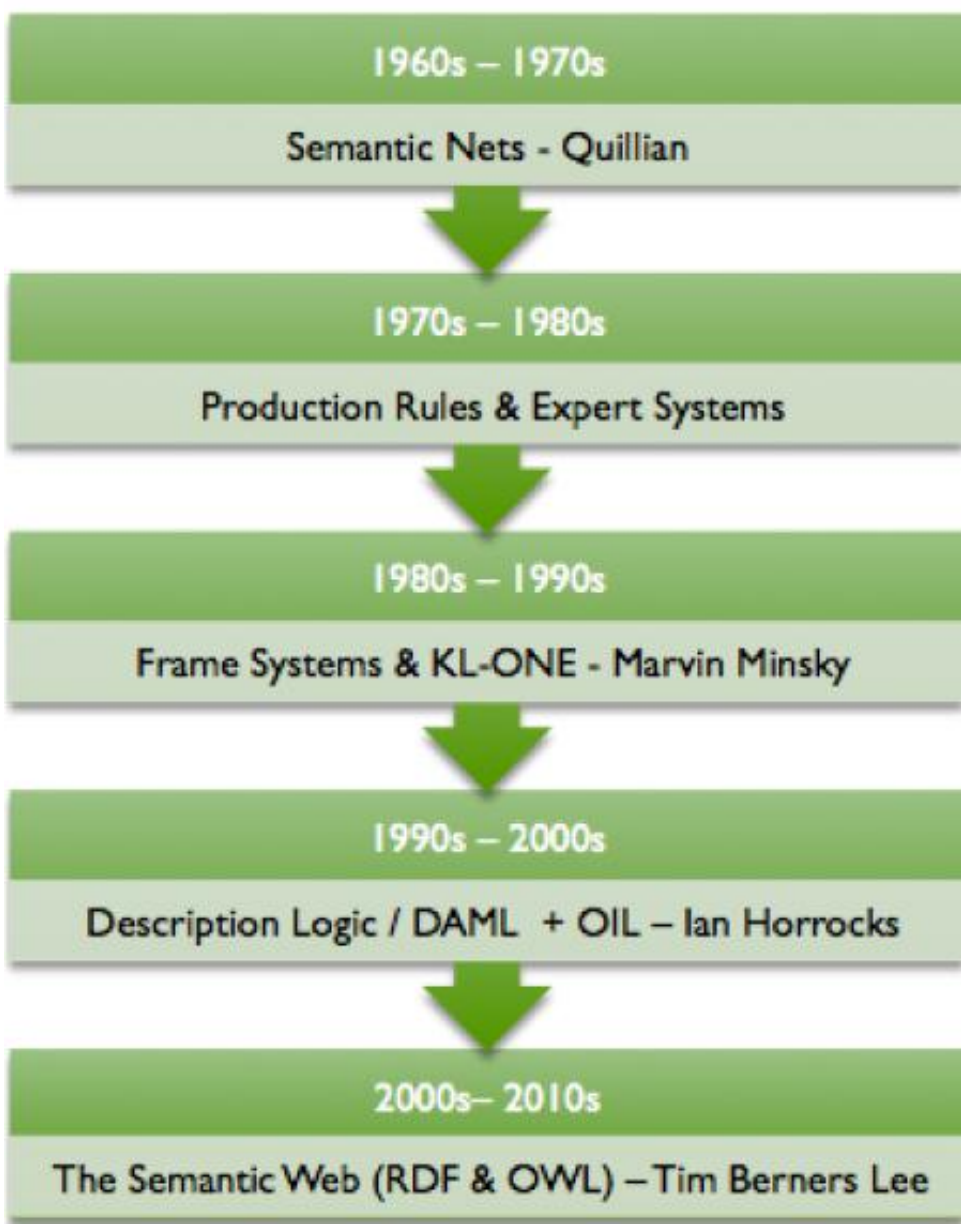 1960s – 1970s
Semantic Nets - Quillian
1970s – 1980s
Production Rules & Expert Systems
1980s – 1990s
Frame Systems & KL-ONE - Marvin Minsky
1990s – 2000s
Description Logic / DAML + OIL – Ian Horrocks
2000s– 2010s
The Semantic Web (RDF & OWL) – Tim Berners Lee